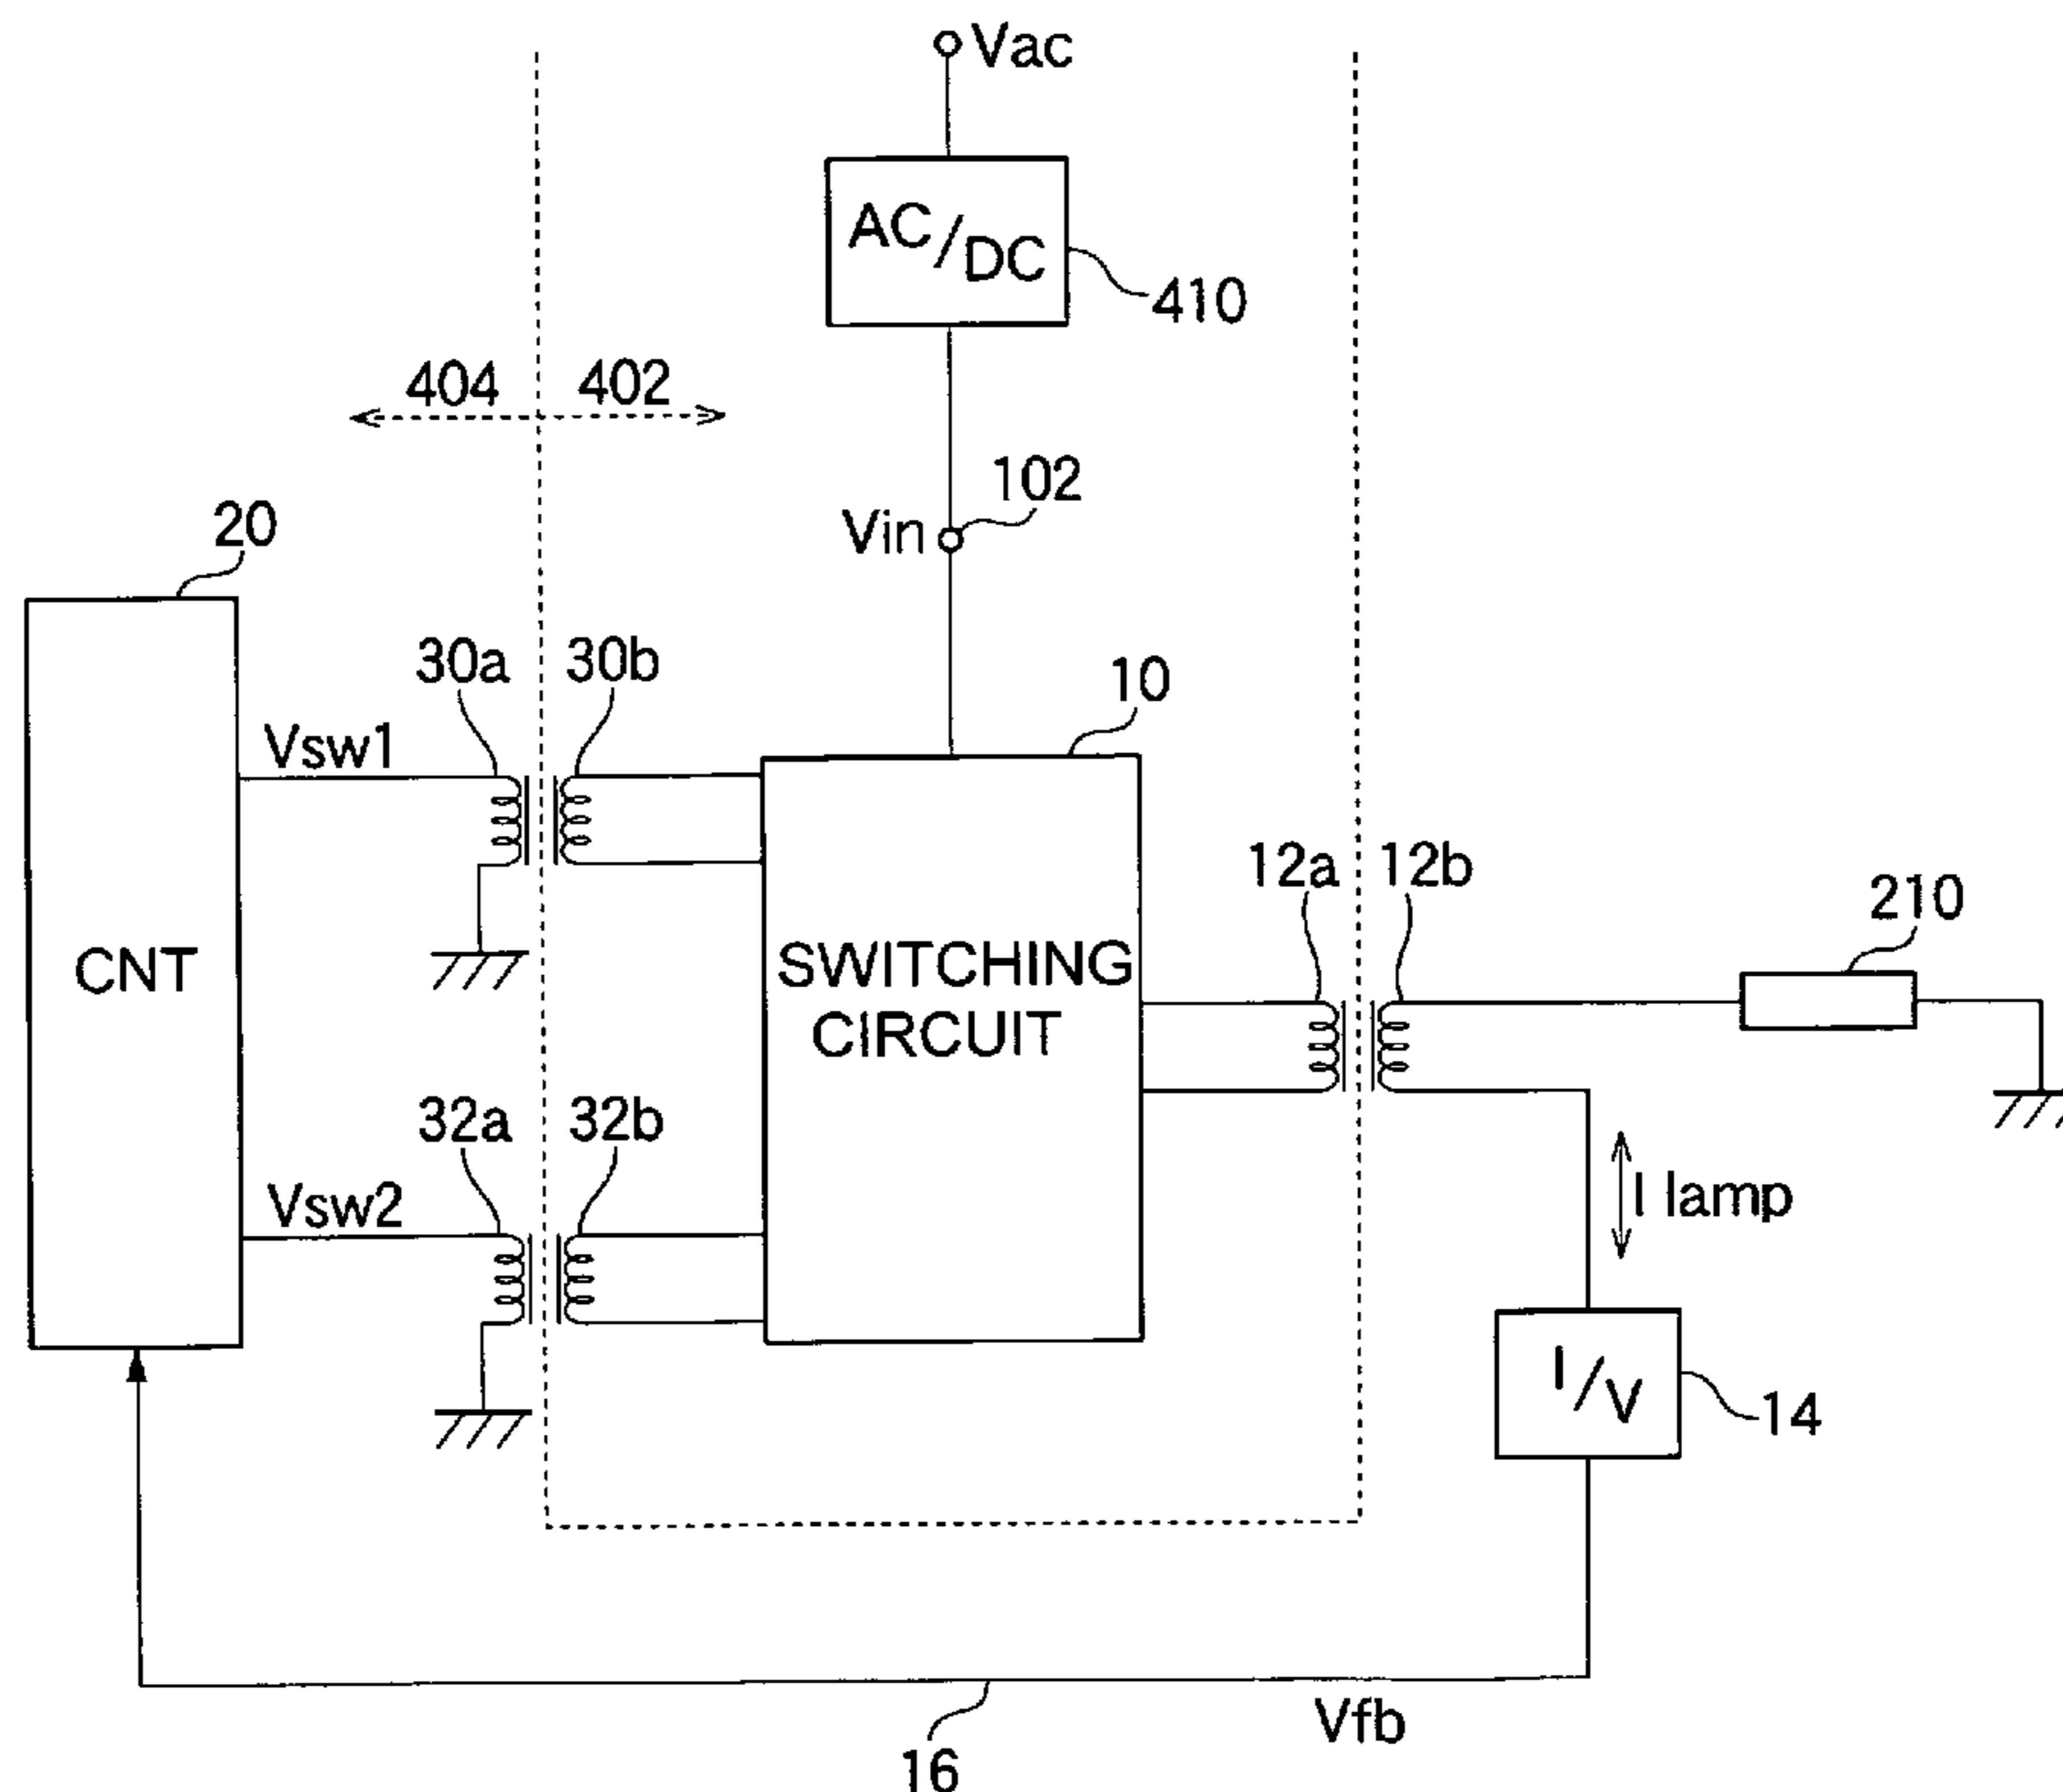 Vac
AC/DC
410
404
402
102
Vin
20
30a
30b
10
Vsw1
12a
12b
210
CNT
SWITCHING
CIRCUIT
32a
32b
Vsw2
I lamp
I/V
14
Vfb
16